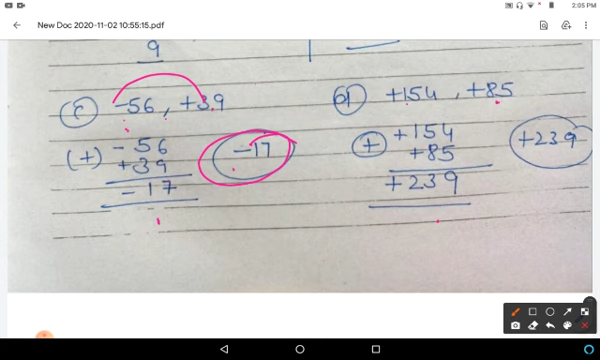 2:05 PM
New Doc 2020-11-02 10:55:15.pdf
9
(c) -56, +39
(+) -56
+39
-17
-17
d) +154, +85
(+) +154
+85
+239
+239